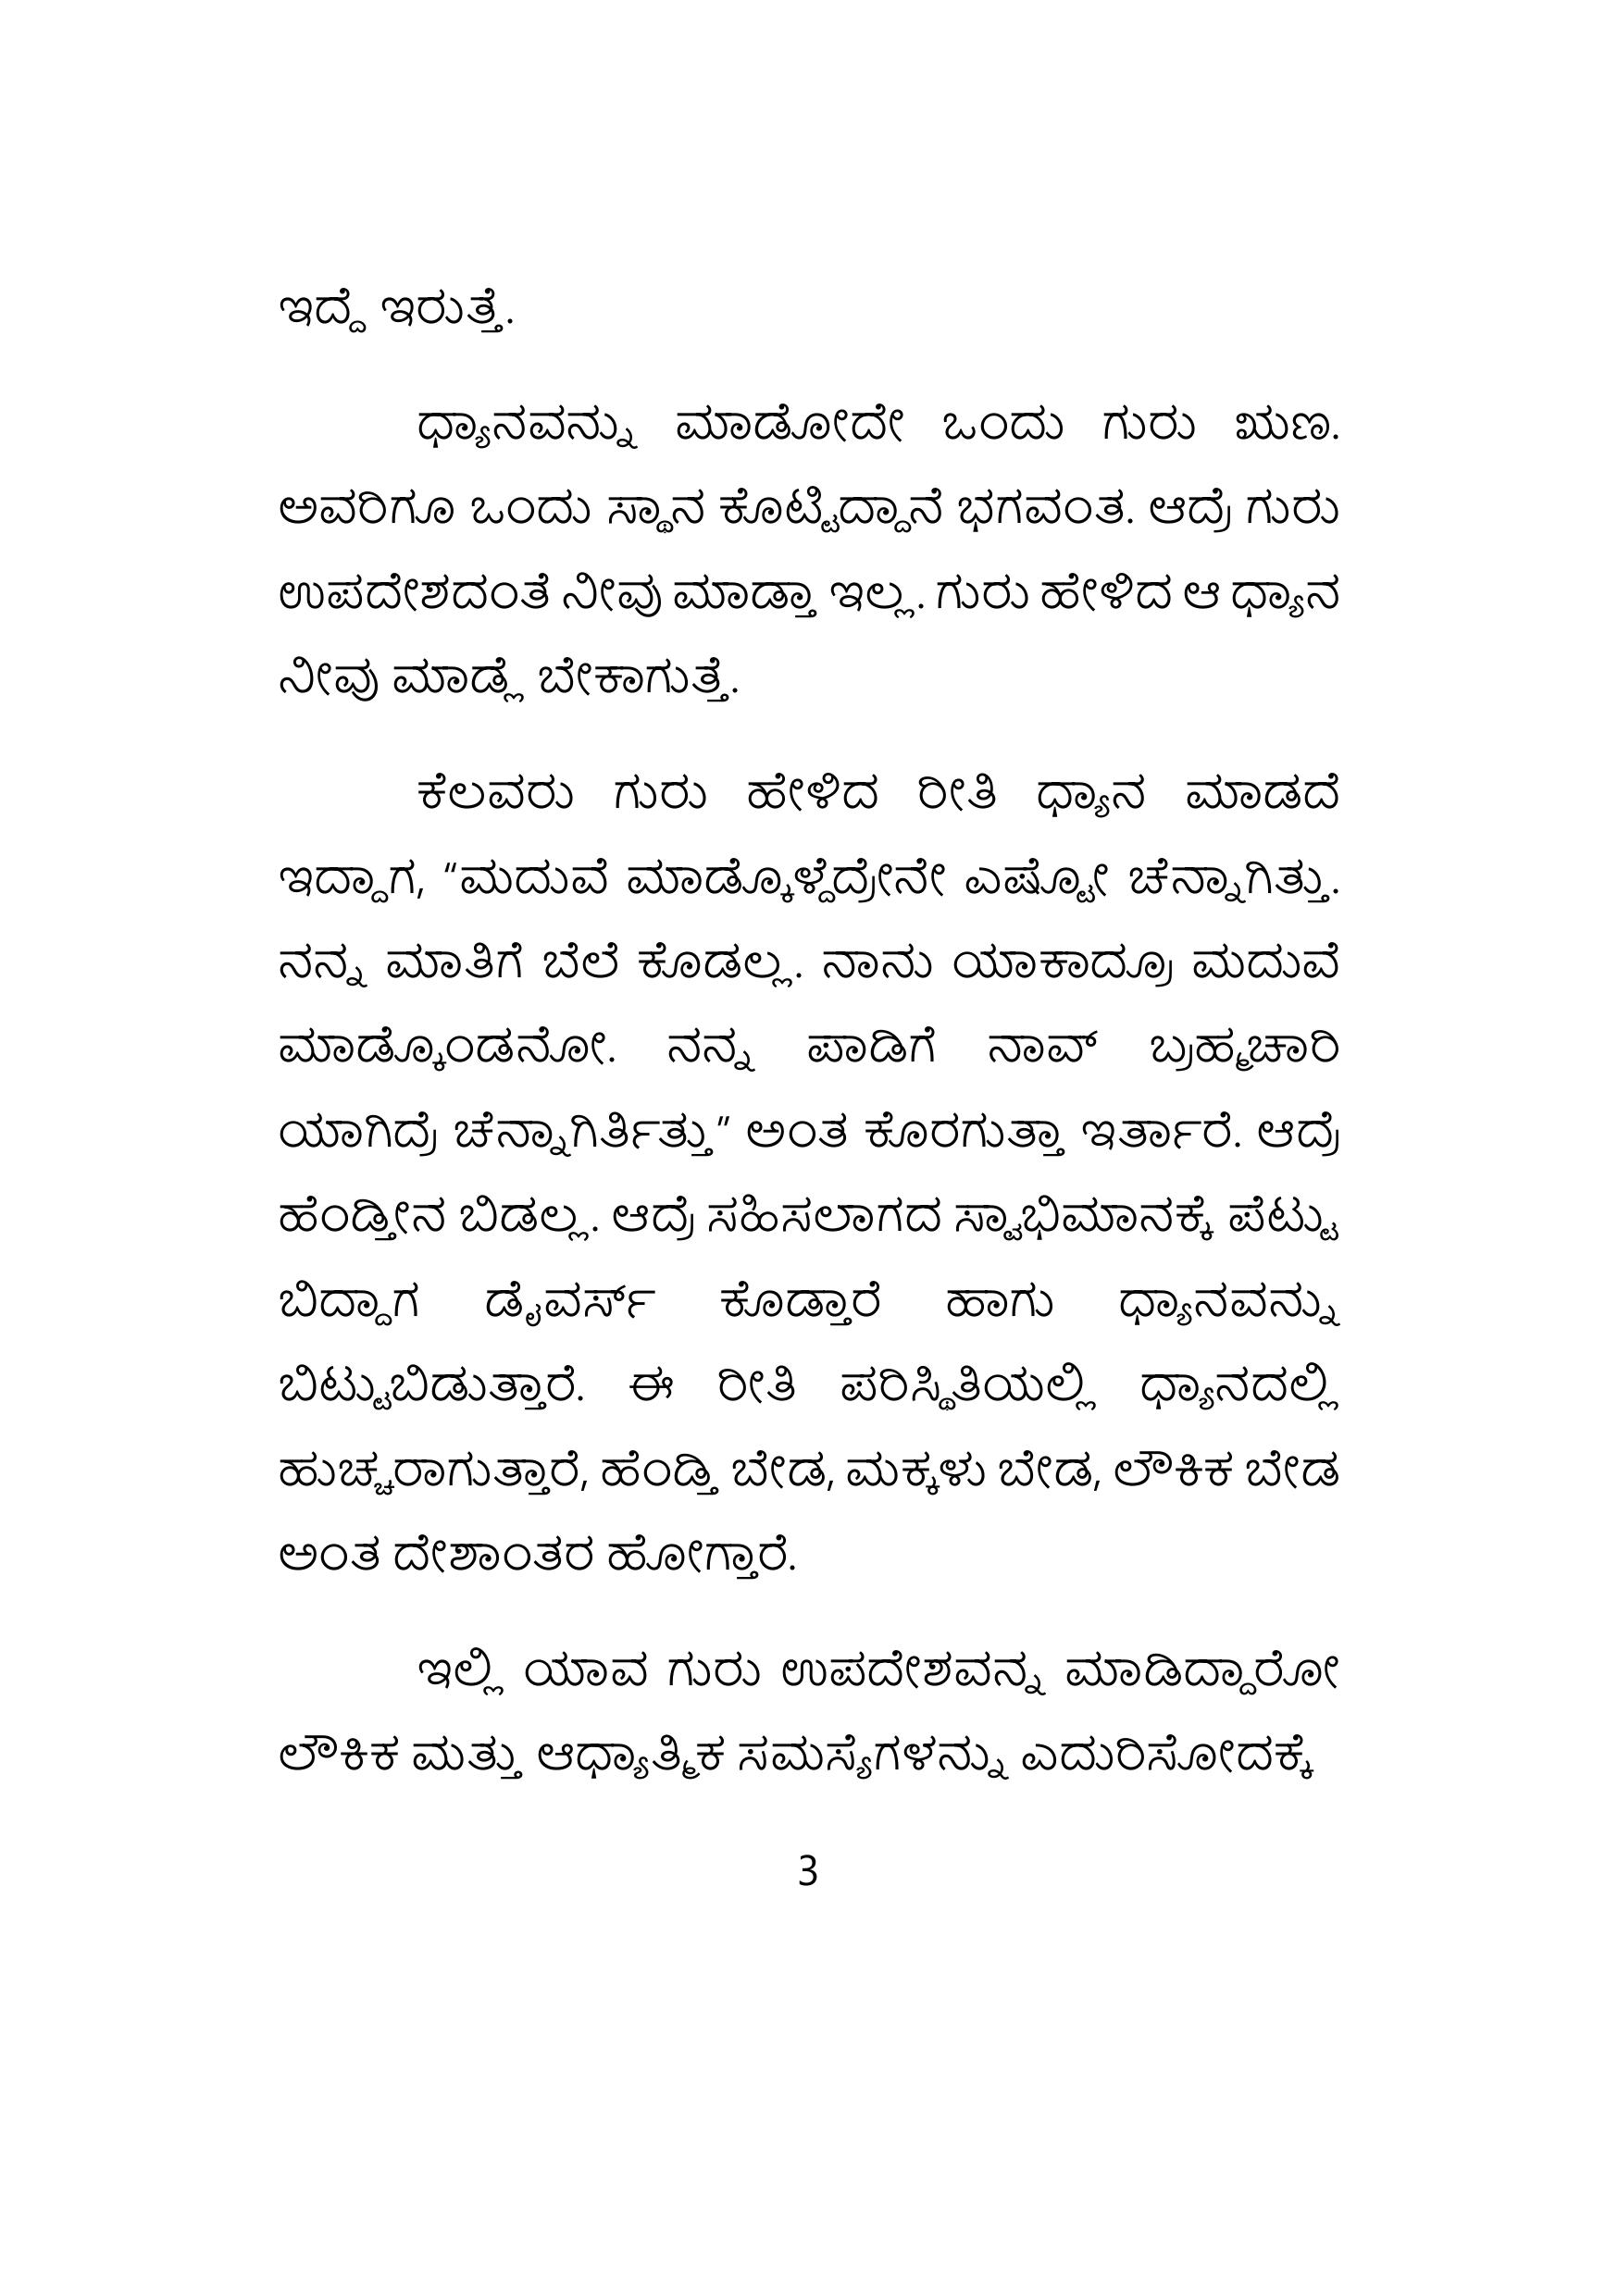 ಇದ್ದೆ ಇರುತ್ತೆ.
ಧ್ಯಾನವನ್ನು ಮಾಡೋದೇ ಒಂದು ಗುರು ಋಣ.
ಅವರಿಗೂ ಒಂದು ಸ್ಥಾನ ಕೊಟ್ಟಿದ್ದಾನೆ ಭಗವಂತ. ಆದ್ರೆ ಗುರು
ಉಪದೇಶದಂತೆ ನೀವು ಮಾಡ್ತಾ ಇಲ್ಲ. ಗುರು ಹೇಳಿದ ಆ ಧ್ಯಾನ
ನೀವು ಮಾಡ್ಲೆ ಬೇಕಾಗುತ್ತೆ.
ಕೆಲವರು ಗುರು ಹೇಳಿದ ರೀತಿ ಧ್ಯಾನ ಮಾಡದೆ
ಇದ್ದಾಗ, “ಮದುವೆ ಮಾಡ್ಕೊಳ್ದೆದ್ರೇನೇ ಎಷ್ಟೋ ಚೆನ್ನಾಗಿತ್ತು.
ನನ್ನ ಮಾತಿಗೆ ಬೆಲೆ ಕೊಡಲ್ಲ. ನಾನು ಯಾಕಾದ್ರೂ ಮದುವೆ
ಮಾಡ್ಕೊಂಡನೋ. ನನ್ನ ಪಾಡಿಗೆ ನಾವ್ ಬ್ರಹ್ಮಚಾರಿ
ಯಾಗಿದ್ರೆ ಚೆನ್ನಾಗಿರ್ತಿತ್ತು” ಅಂತ ಕೊರಗುತ್ತಾ ಇರ್ತಾರೆ. ಆದ್ರೆ
ಹೆಂಡ್ತೀನ ಬಿಡಲ್ಲ. ಆದ್ರೆ ಸಹಿಸಲಾಗದ ಸ್ವಾಭಿಮಾನಕ್ಕೆ ಪೆಟ್ಟು
ಬಿದ್ದಾಗ ಡೈವರ್ಸ್ ಕೊಡ್ತಾರೆ ಹಾಗು ಧ್ಯಾನವನ್ನು
ಬಿಟ್ಟುಬಿಡುತ್ತಾರೆ. ಈ ರೀತಿ ಪರಿಸ್ಥಿತಿಯಲ್ಲಿ ಧ್ಯಾನದಲ್ಲಿ
ಹುಚ್ಚರಾಗುತ್ತಾರೆ, ಹೆಂಡ್ತಿ ಬೇಡ, ಮಕ್ಕಳು ಬೇಡ, ಲೌಕಿಕ ಬೇಡ
ಅಂತ ದೇಶಾಂತರ ಹೋಗ್ತಾರೆ.
ಇಲ್ಲಿ ಯಾವ ಗುರು ಉಪದೇಶವನ್ನ ಮಾಡಿದ್ದಾರೋ
ಲೌಕಿಕ ಮತ್ತು ಆಧ್ಯಾತ್ಮಿಕ ಸಮಸ್ಯೆಗಳನ್ನು ಎದುರಿಸೋದಕ್ಕೆ
3